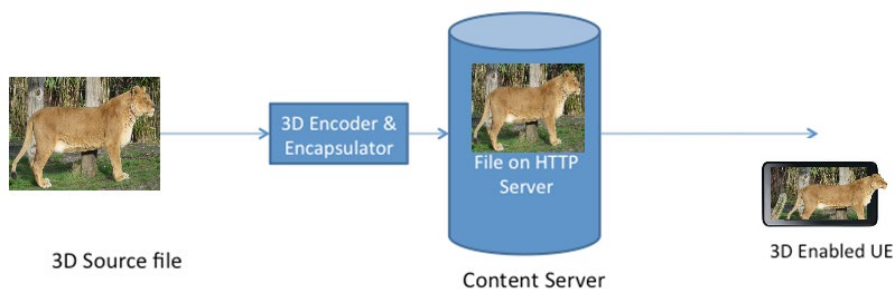 3D Encoder &
Encapsulator
File on HTTP
Server
3D Source file
3D Enabled UE
Content Server